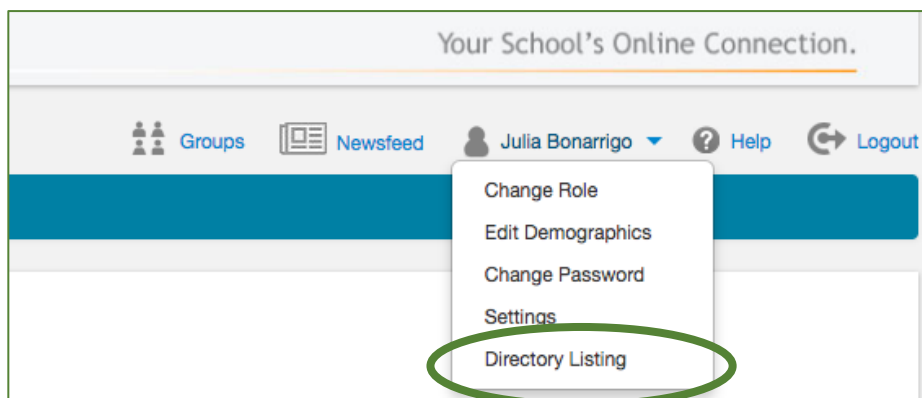 Your School's Online Connection.
Groups Newsfeed Julia Bonarrigo Help Logout
Change Role
Edit Demographics
Change Password
Settings
Directory Listing